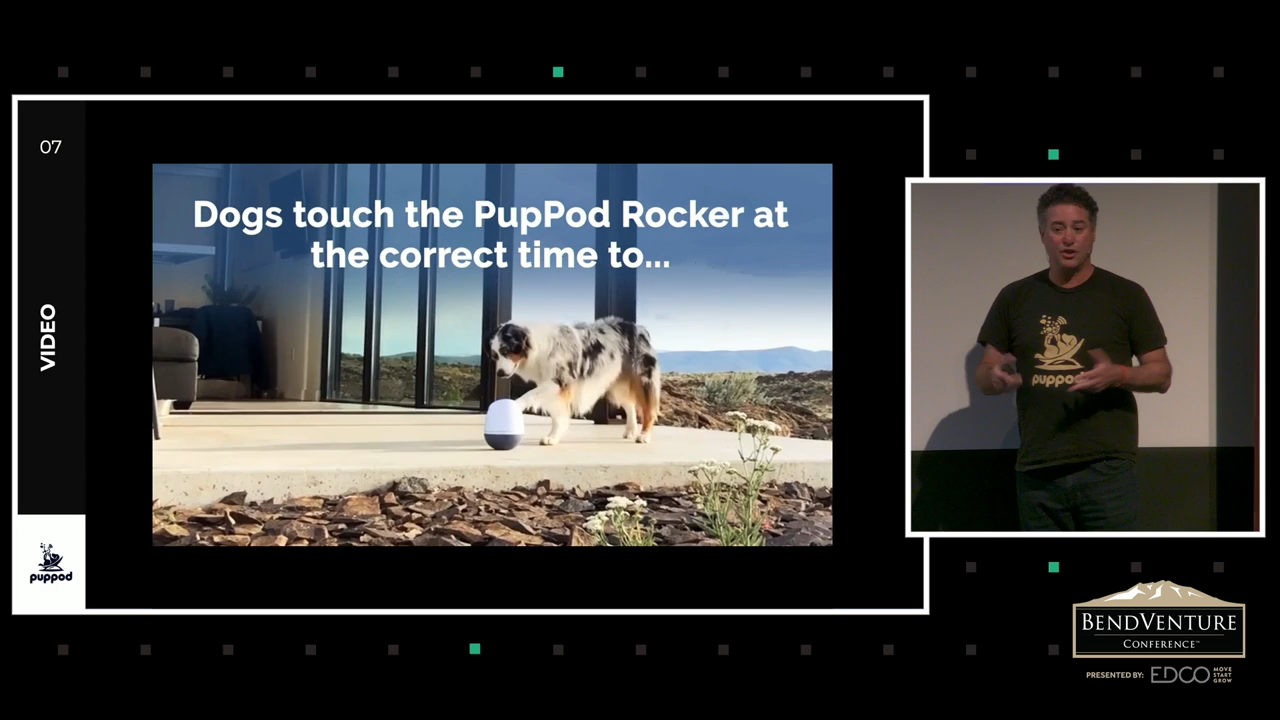 07
VIDEO
puppod
Dogs touch the PupPod Rocker at
the correct time to...
puppod
BENDVENTURE
CONFERENCE™
PRESENTED BY: EDCO MOVE
START
GROW